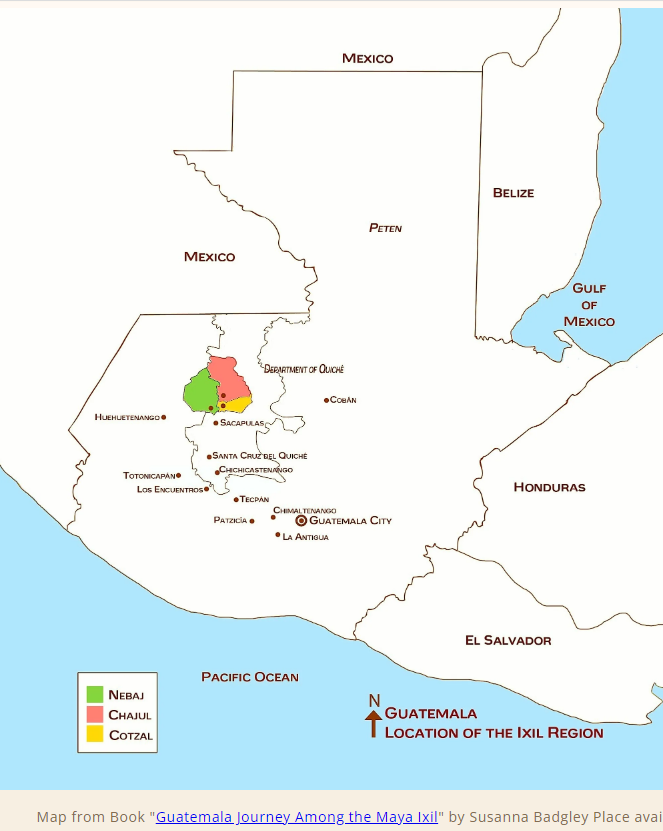 Mexico
Belize
Peten
Mexico
Gulf
of
Mexico
Department of Quiché
Cobán
Huehuetenango
Sacapulas
Santa Cruz del Quiché
Chichicastenango
Totonicapán
Los Encuentros
Honduras
Tecpán
Chimaltenango
Patzicía
Guatemala City
La Antigua
El Salvador
Pacific Ocean
Nebaj
Chajul
Cotzal
N
Guatemala
Location of the Ixil Region
Map from Book "Guatemala Journey Among the Maya Ixil" by Susanna Badgley Place avai